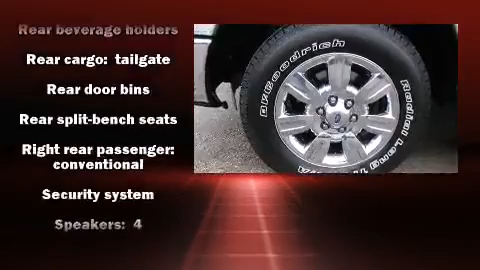 Rear beverage holders
Rear cargo:  tailgate
Rear door bins
Rear split-bench seats
Right rear passenger:
conventional
Security system
Speakers:  4
BFGoodrich
Radial Long Trail T/A